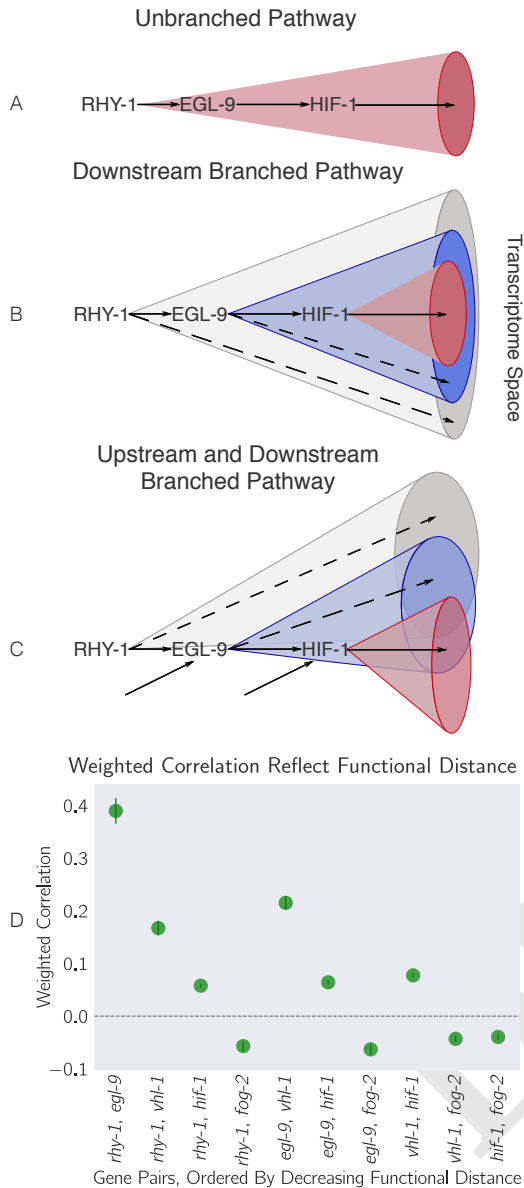 Unbranched Pathway
A
RHY-1 EGL-9 HIF-1
Downstream Branched Pathway
B
RHY-1 EGL-9 HIF-1
Transcriptome Space
Upstream and Downstream
Branched Pathway
C
RHY-1 EGL-9 HIF-1
Weighted Correlation Reflect Functional Distance
D
Weighted Correlation
0.4
0.3
0.2
0.1
0.0
−0.1
rhy-1, egl-9
rhy-1, vhl-1
rhy-1, hif-1
rhy-1, fog-2
egl-9, vhl-1
egl-9, hif-1
egl-9, fog-2
vhl-1, hif-1
vhl-1, fog-2
hif-1, fog-2
Gene Pairs, Ordered By Decreasing Functional Distance